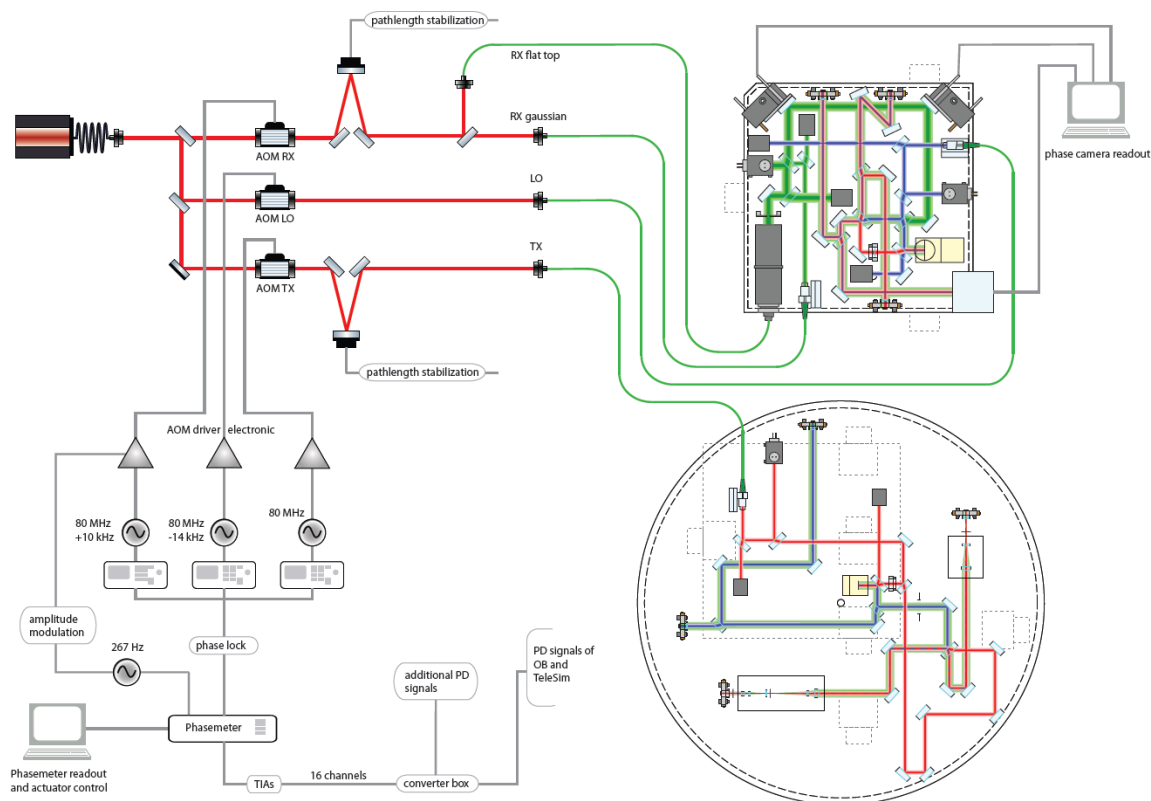 pathlength stabilization
RX flat top
RX gaussian
AOM RX
phase camera readout
LO
AOM LO
TX
AOM TX
pathlength stabilization
AOM driver electronic
80 MHz
+10 kHz
80 MHz
-14 kHz
80 MHz
amplitude
modulation
phase lock
267 Hz
additional PD
signals
PD signals of
OB and
TeleSim
Phasemeter
Phasemeter readout
and actuator control
TIAs
16 channels
converter box